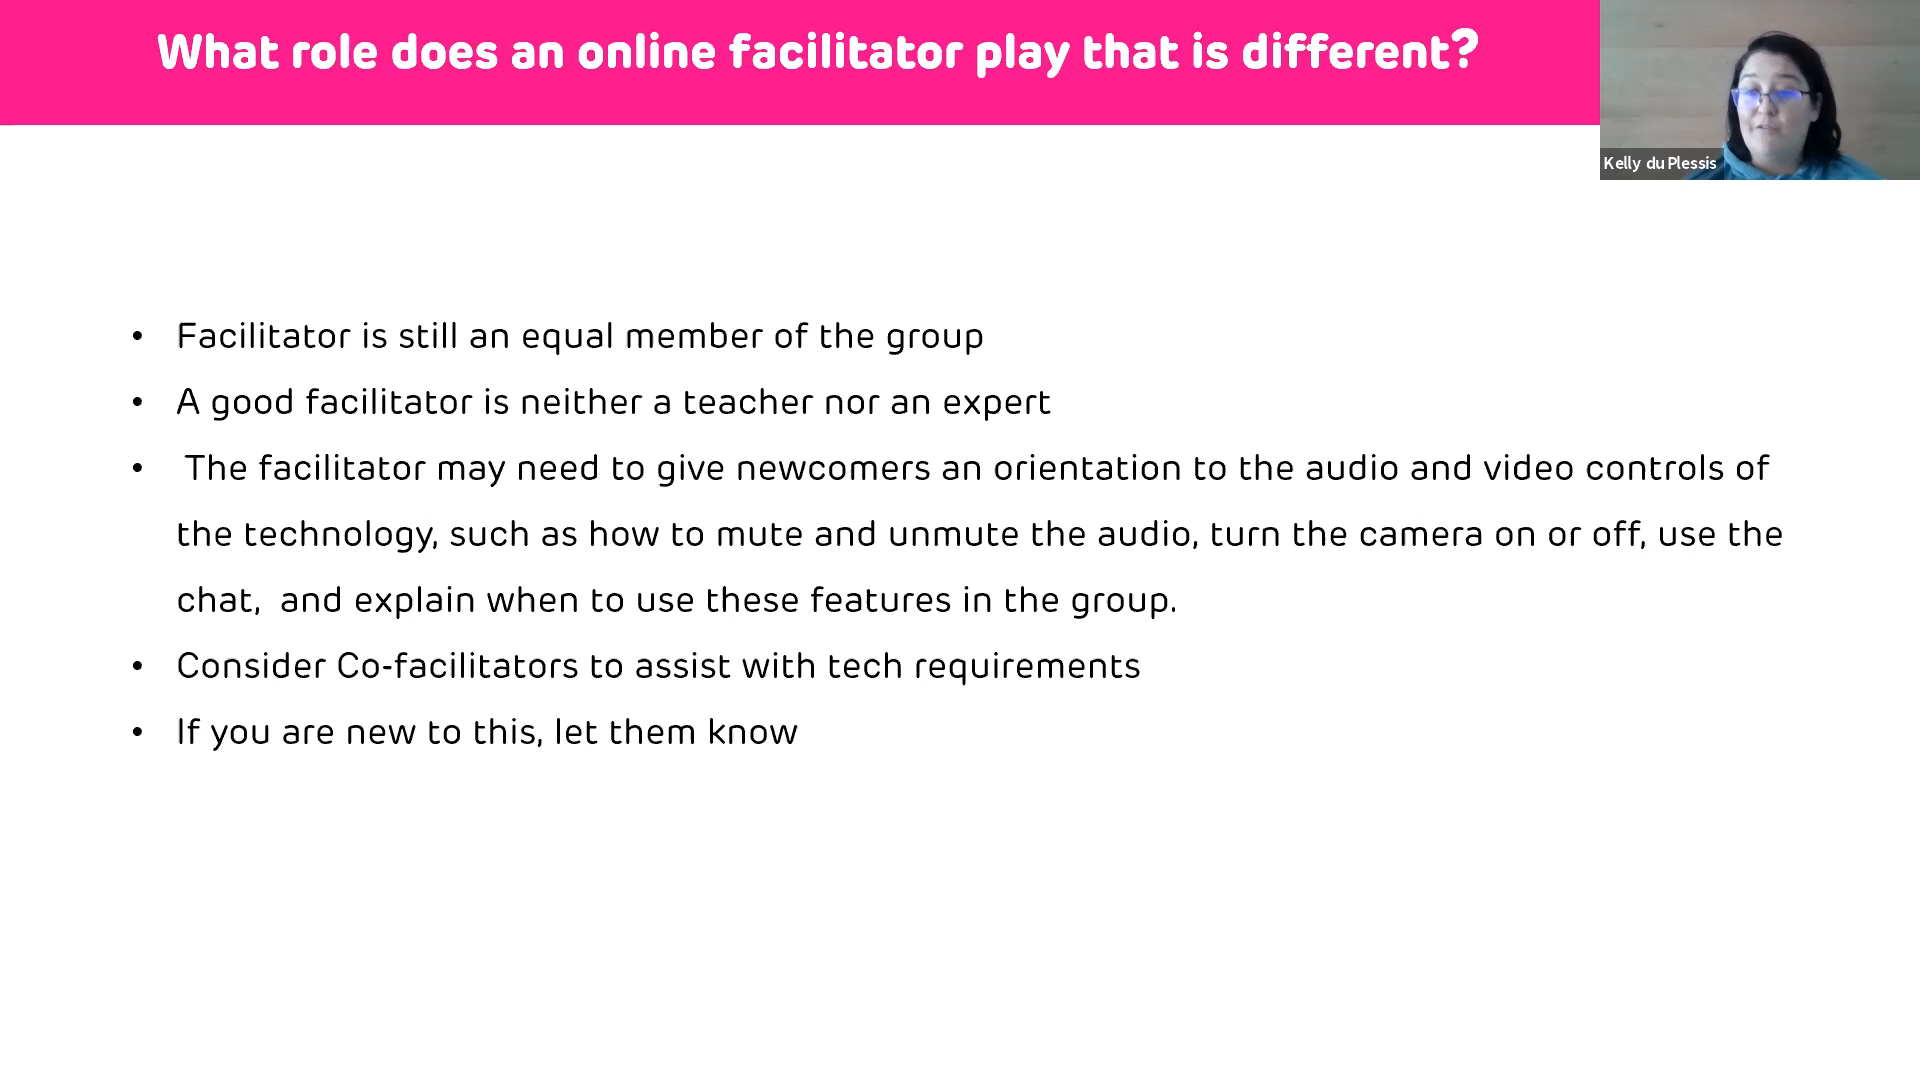 What role does an online facilitator play that is different?
Kelly du Plessis
• Facilitator is still an equal member of the group
• A good facilitator is neither a teacher nor an expert
• The facilitator may need to give newcomers an orientation to the audio and video controls of
the technology, such as how to mute and unmute the audio, turn the camera on or off, use the
chat,  and explain when to use these features in the group.
• Consider Co-facilitators to assist with tech requirements
• If you are new to this, let them know